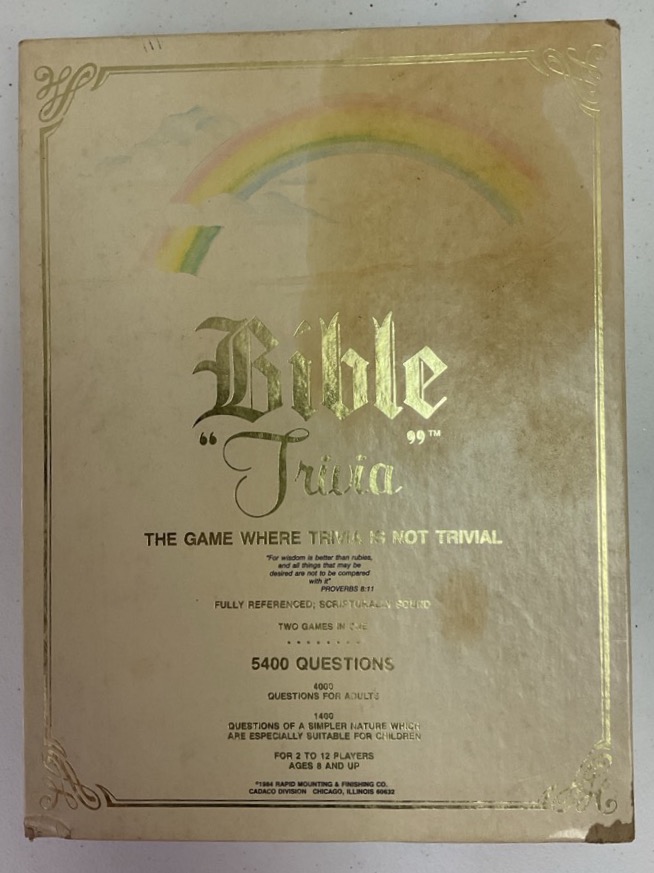 Bible
"Trivia"™
THE GAME WHERE TRIVIA IS NOT TRIVIAL
"For wisdom is better than rubies,
and all things that may be
desired are not to be compared
with it"
PROVERBS 8:11
FULLY REFERENCED; SCRIPTURALLY SOUND
TWO GAMES IN ONE
5400 QUESTIONS
4000
QUESTIONS FOR ADULTS
1400
QUESTIONS OF A SIMPLER NATURE WHICH
ARE ESPECIALLY SUITABLE FOR CHILDREN
FOR 2 TO 12 PLAYERS
AGES 8 AND UP
©1984 RAPID MOUNTING & FINISHING CO.
CADACO DIVISION CHICAGO, ILLINOIS 60632